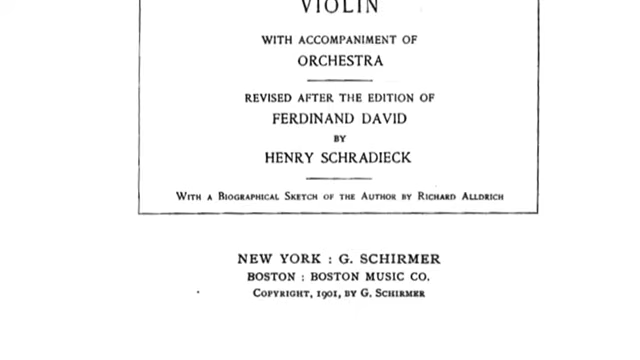 VIOLIN
WITH ACCOMPANIMENT OF
ORCHESTRA
REVISED AFTER THE EDITION OF
FERDINAND DAVID
BY
HENRY SCHRADIECK
WITH A BIOGRAPHICAL SKETCH OF THE AUTHOR BY RICHARD ALLDRICH
NEW YORK : G. SCHIRMER
BOSTON : BOSTON MUSIC CO.
COPYRIGHT, 1901, BY G. SCHIRMER